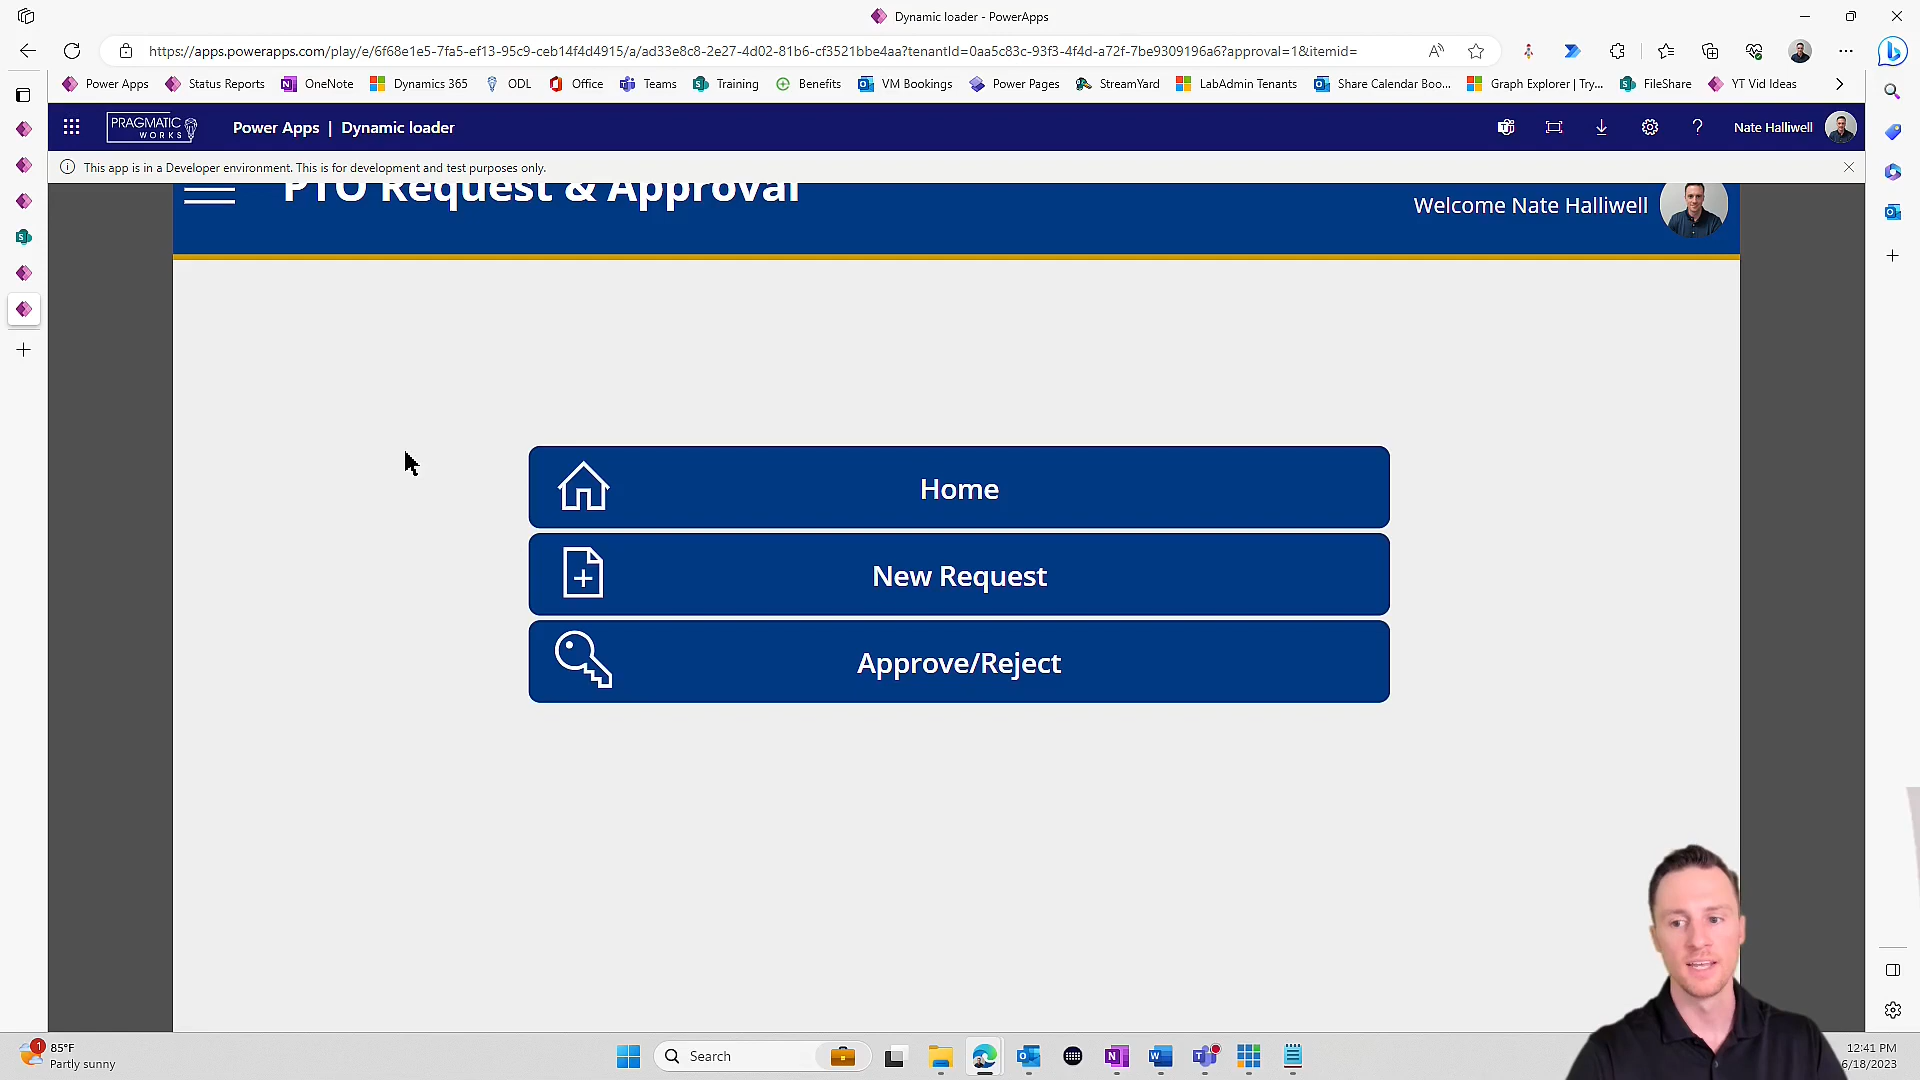 Dynamic loader - PowerApps
https://apps.powerapps.com/play/e/6f68e1e5-7fa5-ef13-95c9-ceb14f4d4915/a/ad33e8c8-2e27-4d02-81b6-cf3521bbe4aa?tenantId=0aa5c83c-93f3-4f4d-a72f-7be9309196a6?approval=1&itemid=
Power Apps Status Reports OneNote Dynamics 365 ODL Office Teams Training Benefits VM Bookings Power Pages StreamYard LabAdmin Tenants Share Calendar Boo... Graph Explorer | Try,... FileShare YT Vid Ideas
PRAGMATIC WORKS
Power Apps | Dynamic loader
Nate Halliwell
This app is in a Developer environment. This is for development and test purposes only.
PTO Request & Approval
Welcome Nate Halliwell
Home
New Request
Approve/Reject
1
85°F
Partly sunny
Search
12:41 PM
6/18/2023